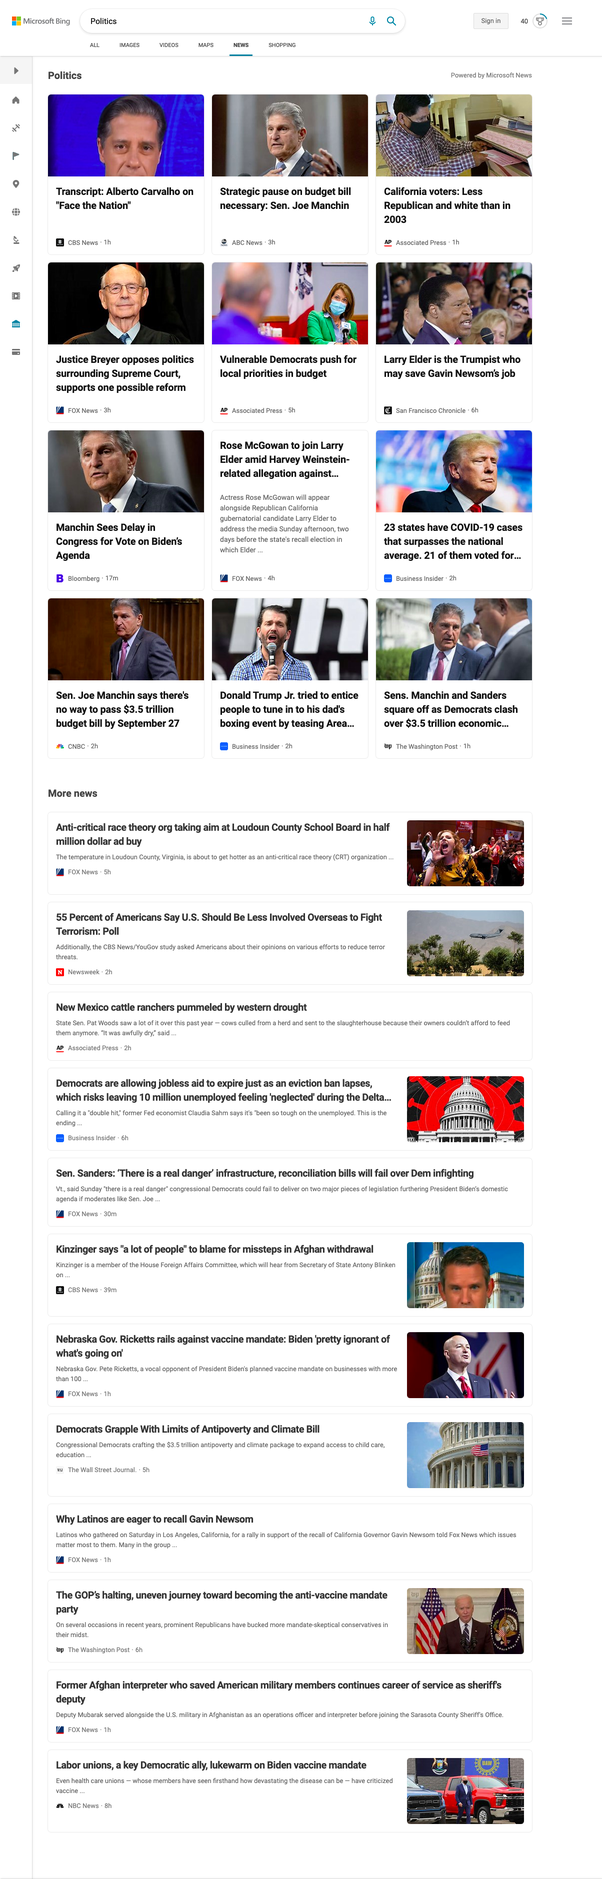 Microsoft Bing
Politics
Sign in
40
ALL
IMAGES
VIDEOS
MAPS
NEWS
SHOPPING
Politics
Powered by Microsoft News
Transcript: Alberto Carvalho on
"Face the Nation"
CBS News · 1h
Strategic pause on budget bill
necessary: Sen. Joe Manchin
ABC News · 3h
California voters: Less
Republican and white than in
2003
AP Associated Press · 1h
Justice Breyer opposes politics
surrounding Supreme Court,
supports one possible reform
FOX News · 3h
Vulnerable Democrats push for
local priorities in budget
AP Associated Press · 5h
Larry Elder is the Trumpist who
may save Gavin Newsom's job
San Francisco Chronicle · 6h
Manchin Sees Delay in
Congress for Vote on Biden's
Agenda
B Bloomberg · 17m
Rose McGowan to join Larry
Elder amid Harvey Weinstein-
related allegation against...
Actress Rose McGowan will appear
alongside Republican California
gubernatorial candidate Larry Elder to
address the media Sunday afternoon, two
days before the state's recall election in
which Elder ...
FOX News · 4h
23 states have COVID-19 cases
that surpasses the national
average. 21 of them voted for...
Business Insider · 2h
Sen. Joe Manchin says there's
no way to pass $3.5 trillion
budget bill by September 27
CNBC · 2h
Donald Trump Jr. tried to entice
people to tune in to his dad's
boxing event by teasing Area...
Business Insider · 2h
Sens. Manchin and Sanders
square off as Democrats clash
over $3.5 trillion economic...
wp The Washington Post · 1h
More news
Anti-critical race theory org taking aim at Loudoun County School Board in half
million dollar ad buy
The temperature in Loudoun County, Virginia, is about to get hotter as an anti-critical race theory (CRT) organization ...
FOX News · 5h
55 Percent of Americans Say U.S. Should Be Less Involved Overseas to Fight
Terrorism: Poll
Additionally, the CBS News/YouGov study asked Americans about their opinions on various efforts to reduce terror
threats.
N Newsweek · 2h
New Mexico cattle ranchers pummeled by western drought
State Sen. Pat Woods saw a lot of it over this past year — cows culled from a herd and sent to the slaughterhouse because their owners couldn't afford to feed
them anymore. "It was awfully dry," said ...
AP Associated Press · 2h
Democrats are allowing jobless aid to expire just as an eviction ban lapses,
which risks leaving 10 million unemployed feeling 'neglected' during the Delta...
Calling it a "double hit," former Fed economist Claudia Sahm says it's "been so tough on the unemployed. This is the
ending ...
Business Insider · 6h
Sen. Sanders: 'There is a real danger' infrastructure, reconciliation bills will fail over Dem infighting
Vt., said Sunday "there is a real danger" congressional Democrats could fail to deliver on two major pieces of legislation furthering President Biden's domestic
agenda if moderates like Sen. Joe ...
FOX News · 30m
Kinzinger says "a lot of people" to blame for missteps in Afghan withdrawal
Kinzinger is a member of the House Foreign Affairs Committee, which will hear from Secretary of State Antony Blinken
on ...
CBS News · 39m
Nebraska Gov. Ricketts rails against vaccine mandate: Biden 'pretty ignorant of
what's going on'
Nebraska Gov. Pete Ricketts, a vocal opponent of President Biden's planned vaccine mandate on businesses with more
than 100 ...
FOX News · 1h
Democrats Grapple With Limits of Antipoverty and Climate Bill
Congressional Democrats crafting the $3.5 trillion antipoverty and climate package to expand access to child care,
education ...
WSJ The Wall Street Journal. · 5h
Why Latinos are eager to recall Gavin Newsom
Latinos who gathered on Saturday in Los Angeles, California, for a rally in support of the recall of California Governor Gavin Newsom told Fox News which issues
matter most to them. Many in the group ...
FOX News · 1h
The GOP's halting, uneven journey toward becoming the anti-vaccine mandate
party
On several occasions in recent years, prominent Republicans have bucked more mandate-skeptical conservatives in
their midst.
wp The Washington Post · 6h
Former Afghan interpreter who saved American military members continues career of service as sheriff's
deputy
Deputy Mubarak served alongside the U.S. military in Afghanistan as an operations officer and interpreter before joining the Sarasota County Sheriff's Office.
FOX News · 1h
Labor unions, a key Democratic ally, lukewarm on Biden vaccine mandate
Even health care unions — whose members have seen firsthand how devastating the disease can be — have criticized
vaccine ...
NBC News · 8h